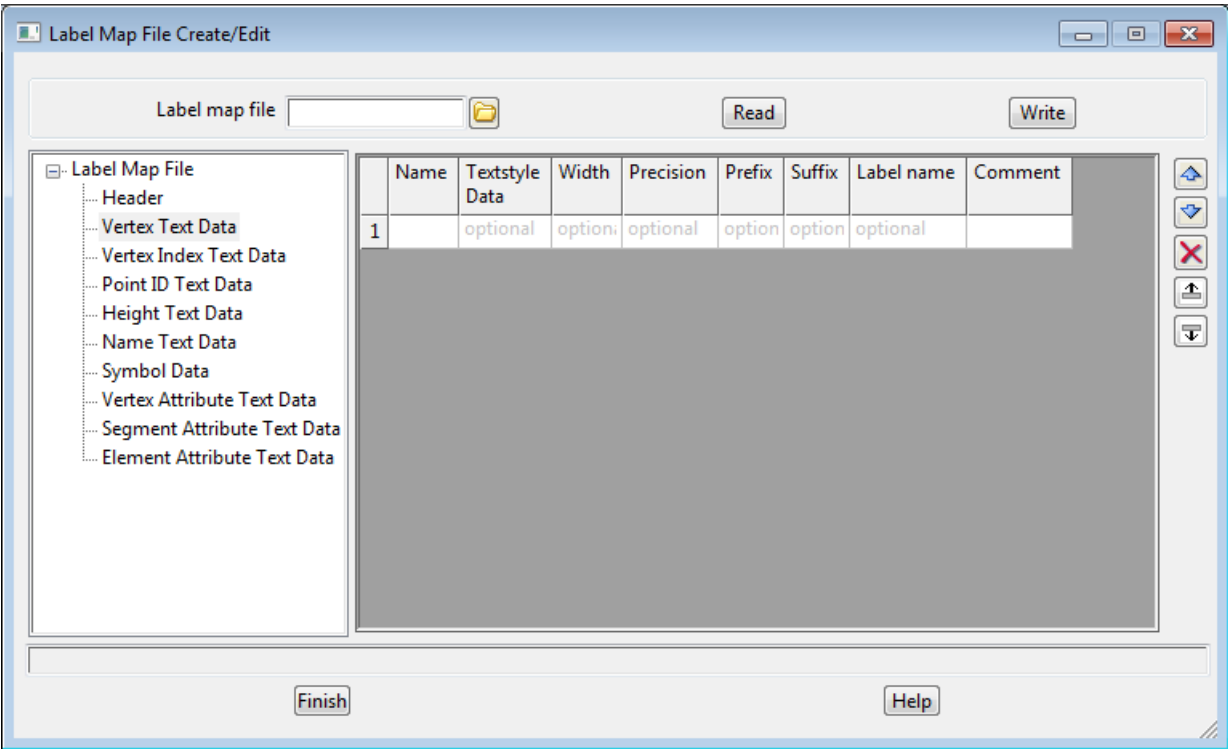 Label Map File Create/Edit
Label map file
Read
Write
Label Map File
Header
Vertex Text Data
Vertex Index Text Data
Point ID Text Data
Height Text Data
Name Text Data
Symbol Data
Vertex Attribute Text Data
Segment Attribute Text Data
Element Attribute Text Data
Name Textstyle Data Width Precision Prefix Suffix Label name Comment
1 optional option optional option option optional
Finish
Help